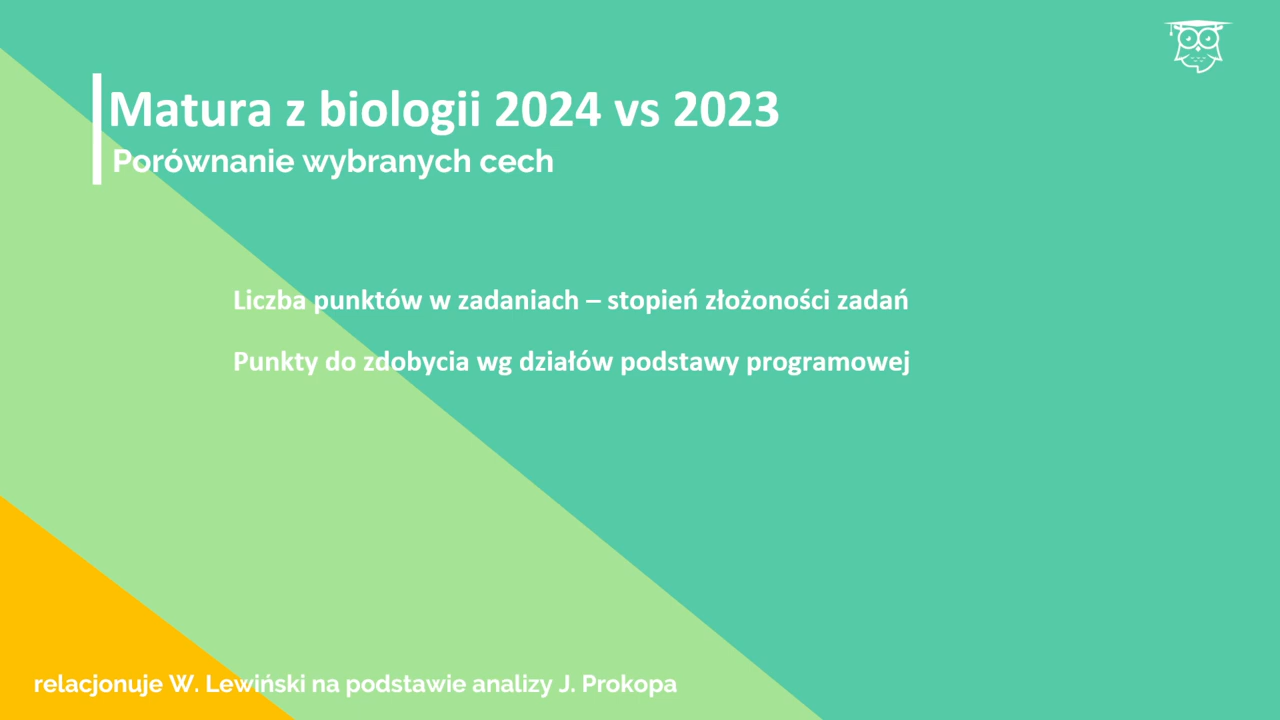 Matura z biologii 2024 vs 2023
Porównanie wybranych cech
Liczba punktów w zadaniach – stopień złożoności zadań
Punkty do zdobycia wg działów podstawy programowej
relacjonuje W. Lewiński na podstawie analizy J. Prokopa